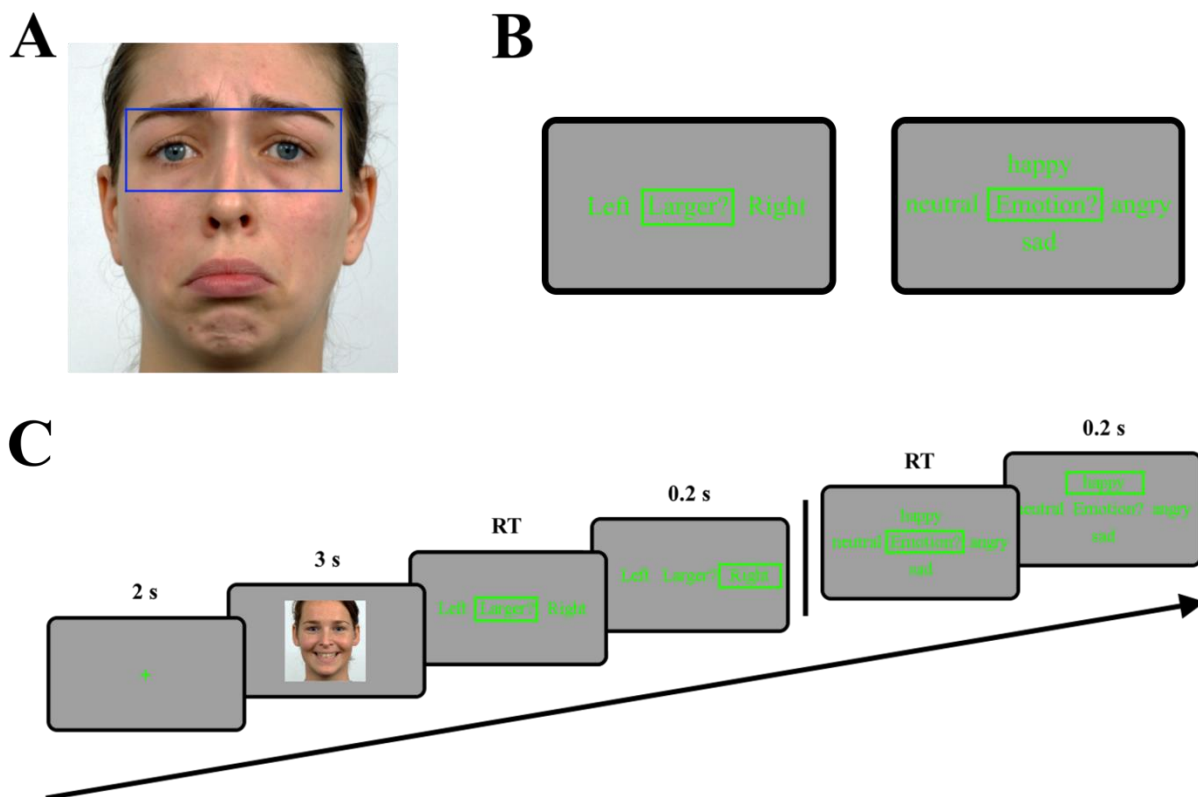 A
B
Left Larger? Right
happy
neutral Emotion? angry
sad
C
2 s
3 s
RT
0.2 s
RT
0.2 s
Left Larger? Right
Left Larger? Right
happy
neutral Emotion? angry
sad
happy
neutral Emotion? angry
sad